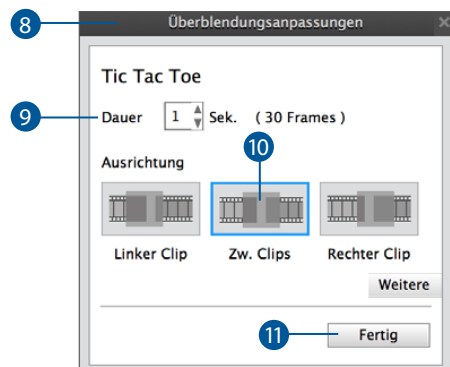 8 Überblendungsanpassungen
Tic Tac Toe
9 Dauer 1 Sek. ( 30 Frames )
10
Ausrichtung
Linker Clip Zw. Clips Rechter Clip
Weitere
11 Fertig